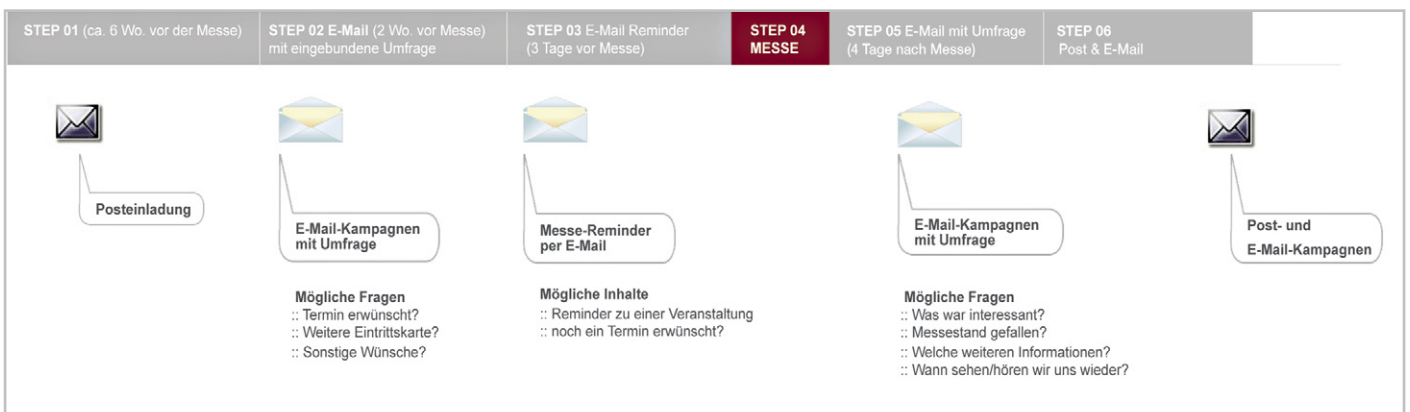 STEP 01 (ca. 6 Wo. vor der Messe)
STEP 02 E-Mail (2 Wo. vor Messe)
mit eingebundene Umfrage
STEP 03 E-Mail Reminder
(3 Tage vor Messe)
STEP 04
MESSE
STEP 05 E-Mail mit Umfrage
(4 Tage nach Messe)
STEP 06
Post & E-Mail
Posteinladung
E-Mail-Kampagnen
mit Umfrage
Mögliche Fragen
:: Termin erwünscht?
:: Weitere Eintrittskarte?
:: Sonstige Wünsche?
Messe-Reminder
per E-Mail
Mögliche Inhalte
:: Reminder zu einer Veranstaltung
:: noch ein Termin erwünscht?
E-Mail-Kampagnen
mit Umfrage
Mögliche Fragen
:: Was war interessant?
:: Messestand gefallen?
:: Welche weiteren Informationen?
:: Wann sehen/hören wir uns wieder?
Post- und
E-Mail-Kampagnen